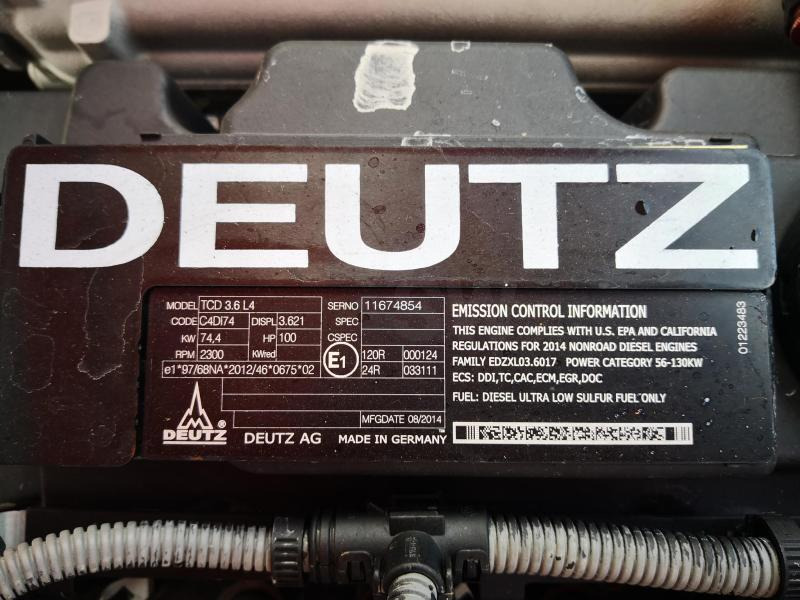 DEUTZ
MODEL TCD 3.6 L4 SERNO 11674854
CODE C4DI74 DISPL 3.621 SPEC
KW 74,4 HP 100 CSPEC
RPM 2300 KWred E1 120R 000124
e1*97/68NA*2012/46*0675*02 24R 033111
MFGDATE 08/2014
DEUTZ® DEUTZ AG MADE IN GERMANY
EMISSION CONTROL INFORMATION
THIS ENGINE COMPLIES WITH U.S. EPA AND CALIFORNIA
REGULATIONS FOR 2014 NONROAD DIESEL ENGINES
FAMILY EDZXL03.6017 POWER CATEGORY 56-130KW
ECS: DDI,TC,CAC,ECM,EGR,DOC
FUEL: DIESEL ULTRA LOW SULFUR FUEL ONLY
01223483